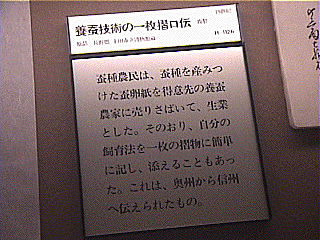 養蚕技術の一枚摺口伝
蚕種農民は、蚕種を産みつ
けた蚕卵紙を得意先の養蚕
農家に売りさばいて、生業
とした。そのおり、自分の
飼育法を一枚の摺物に簡単
に記し、添えることもあっ
た。これは、奥州から信州
へ伝えられたもの。